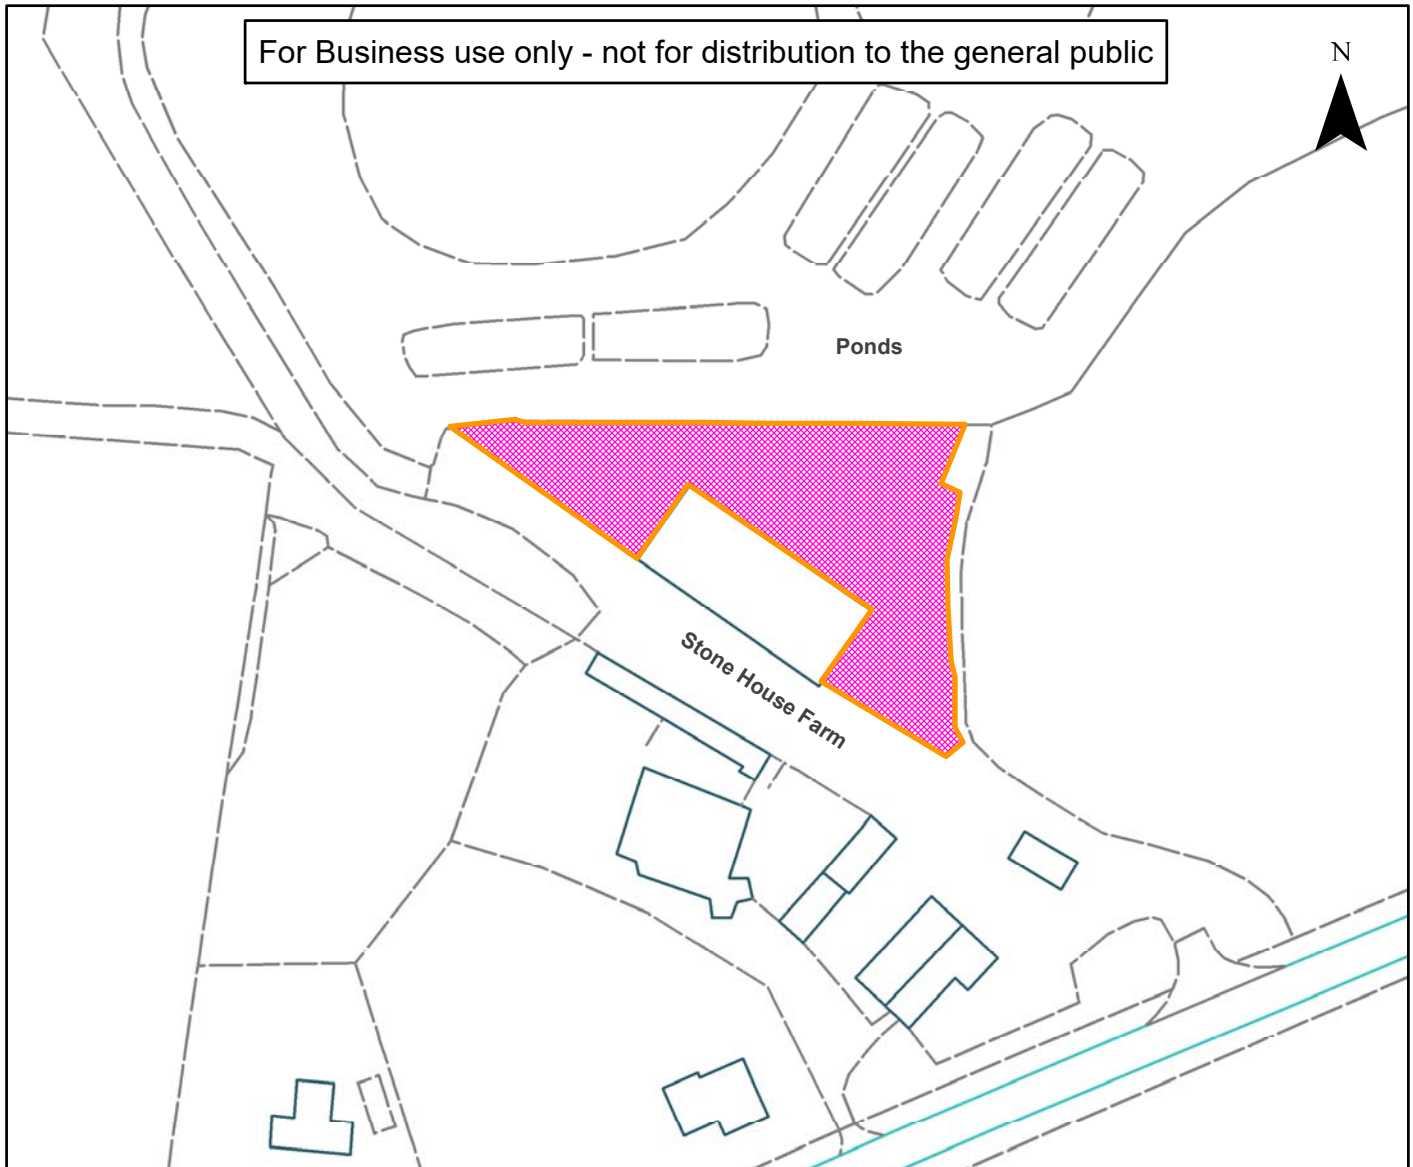 For Business use only - not for distribution to the general public
N
Ponds
Stone House Farm